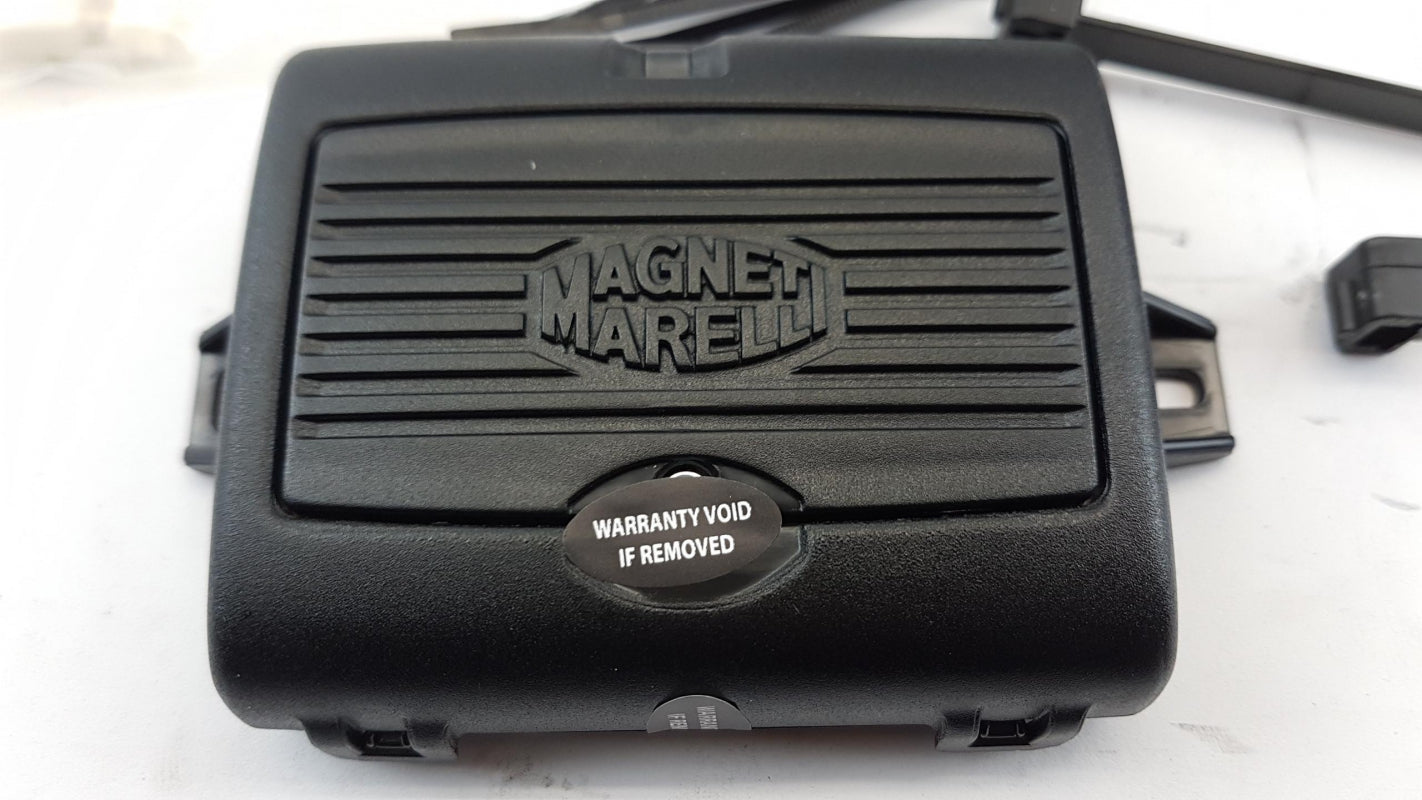 MAGNETI
MARELLI
WARRANTY VOID
IF REMOVED